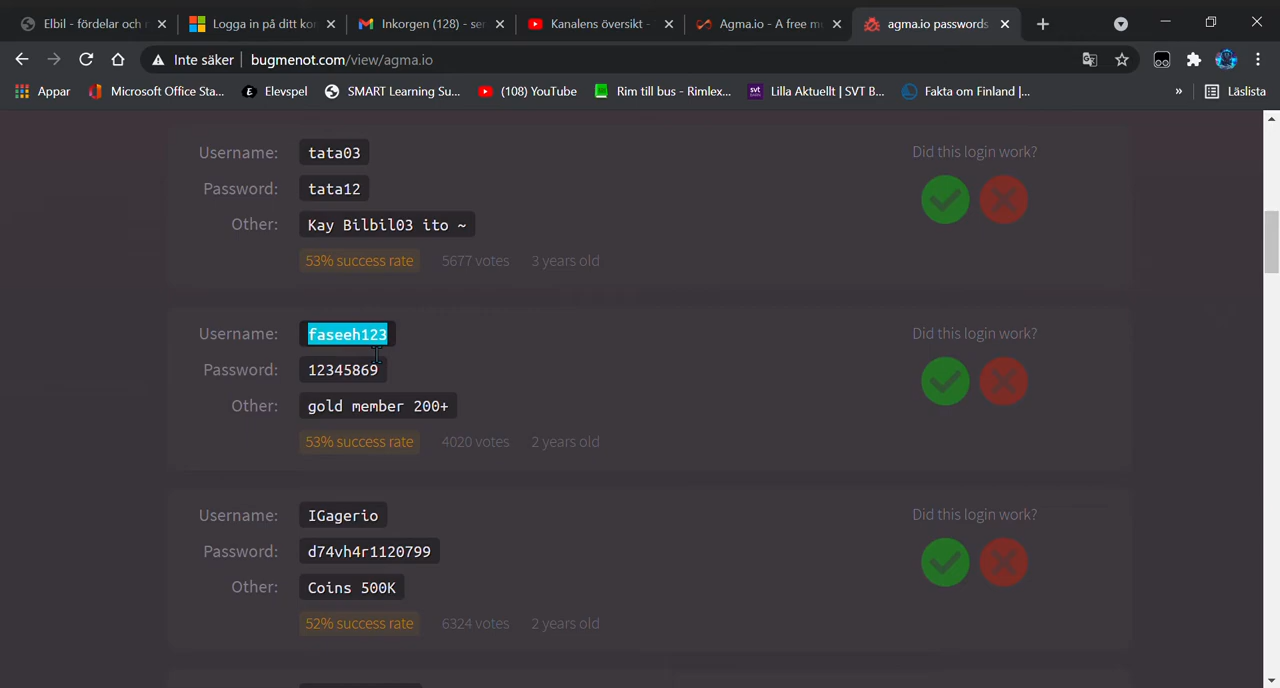 Elbil - fördelar och n
Logga in på ditt kon
Inkorgen (128) - sen
Kanalens översikt -
Agma.io - A free mu
agma.io passwords
Inte säker
bugmenot.com/view/agma.io
Appar
Microsoft Office Sta...
Elevspel
SMART Learning Su...
(108) YouTube
Rim till bus - Rimlex...
svt
Lilla Aktuellt | SVT B...
Fakta om Finland |...
»
Läslista
Username: tata03
Did this login work?
Password: tata12
Other: Kay Bilbil03 ito ~
53% success rate 5677 votes 3 years old
Username: faseeh123
Did this login work?
Password: 12345869
Other: gold member 200+
53% success rate 4020 votes 2 years old
Username: IGagerio
Did this login work?
Password: d74vh4r1120799
Other: Coins 500K
52% success rate 6324 votes 2 years old